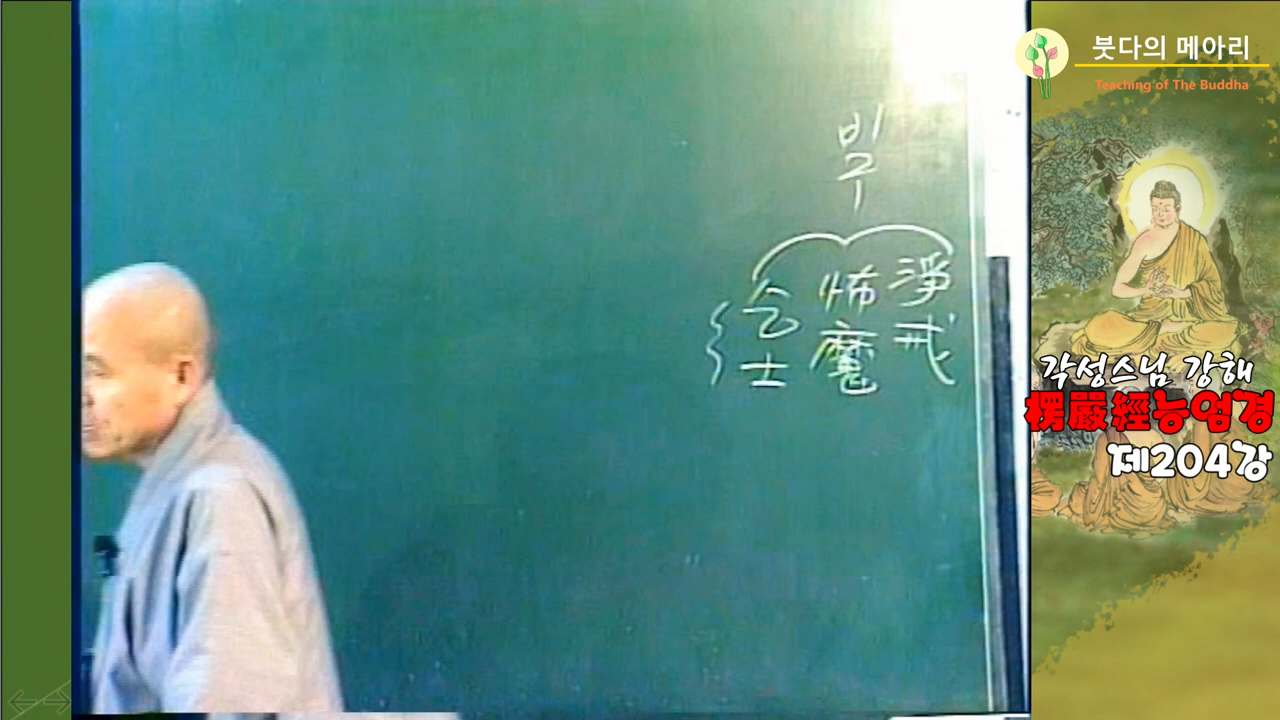 비구
淨戒
怖魔
乞士
붓다의 메아리
Teaching of The Buddha
각성스님 강해
楞嚴經능엄경
제204강